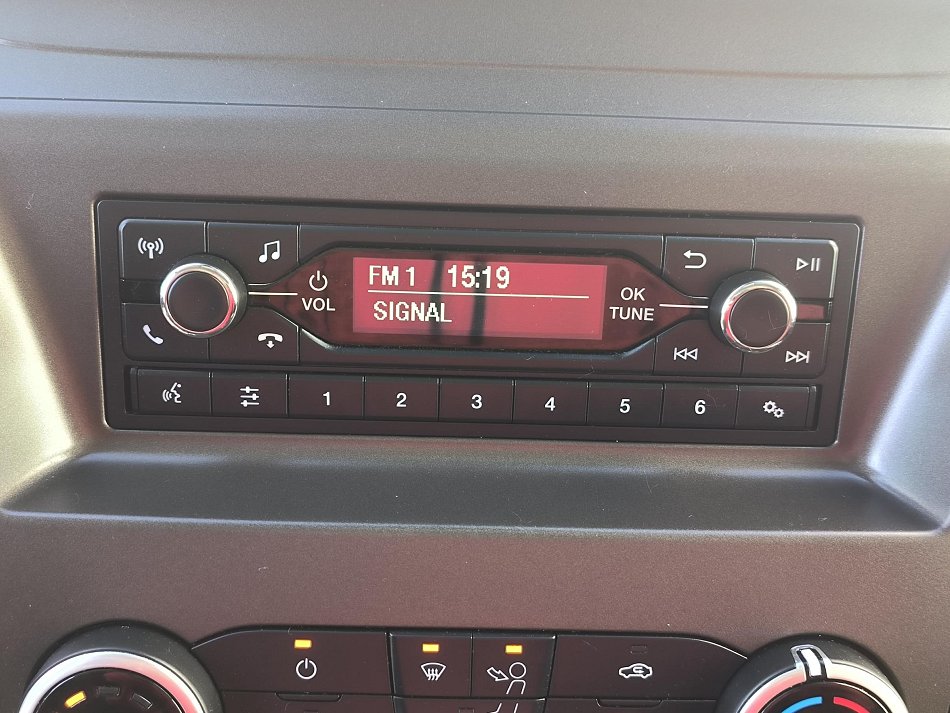 FM 1 15:19
SIGNAL
VOL
OK
TUNE
1 2 3 4 5 6